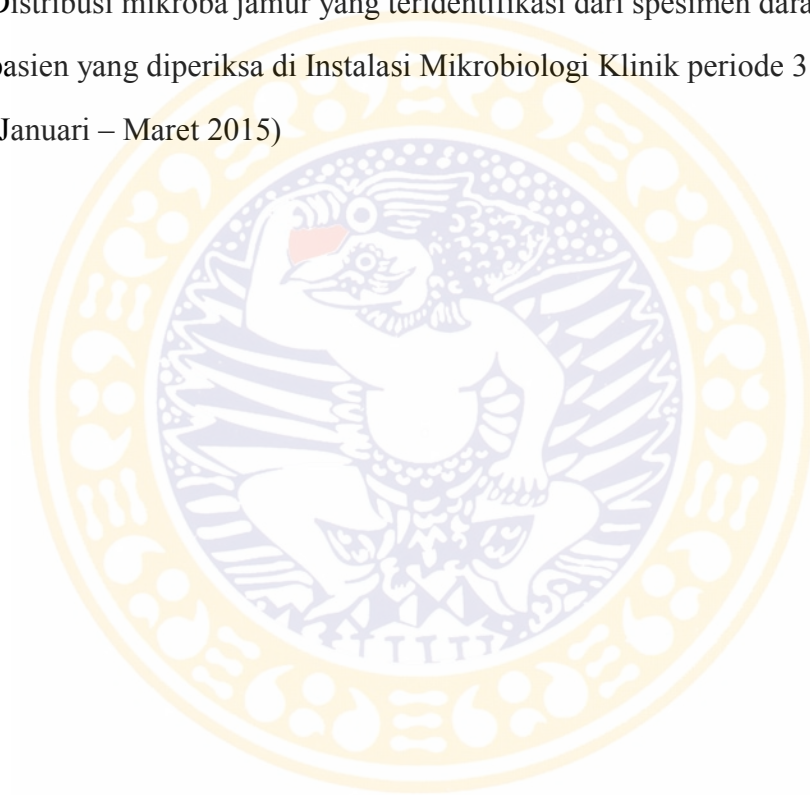 Distribusi mikroba jamur yang teridentifikasi dari spesimen dara
pasien yang diperiksa di Instalasi Mikrobiologi Klinik periode 3
Januari – Maret 2015)